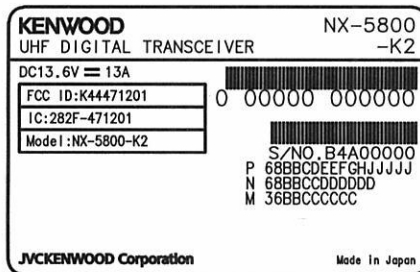 KENWOOD NX-5800
UHF DIGITAL TRANSCEIVER -K2
DC13.6V ⎓ 13A
FCC ID:K44471201
0 00000 000000
IC:282F-471201
Model:NX-5800-K2
S/NO.B4A00000
P 68BBCDEEFGHJJJJJ
N 68BBCCDDDDDD
M 36BBCCCCCC
JVCKENWOOD Corporation Made in Japan